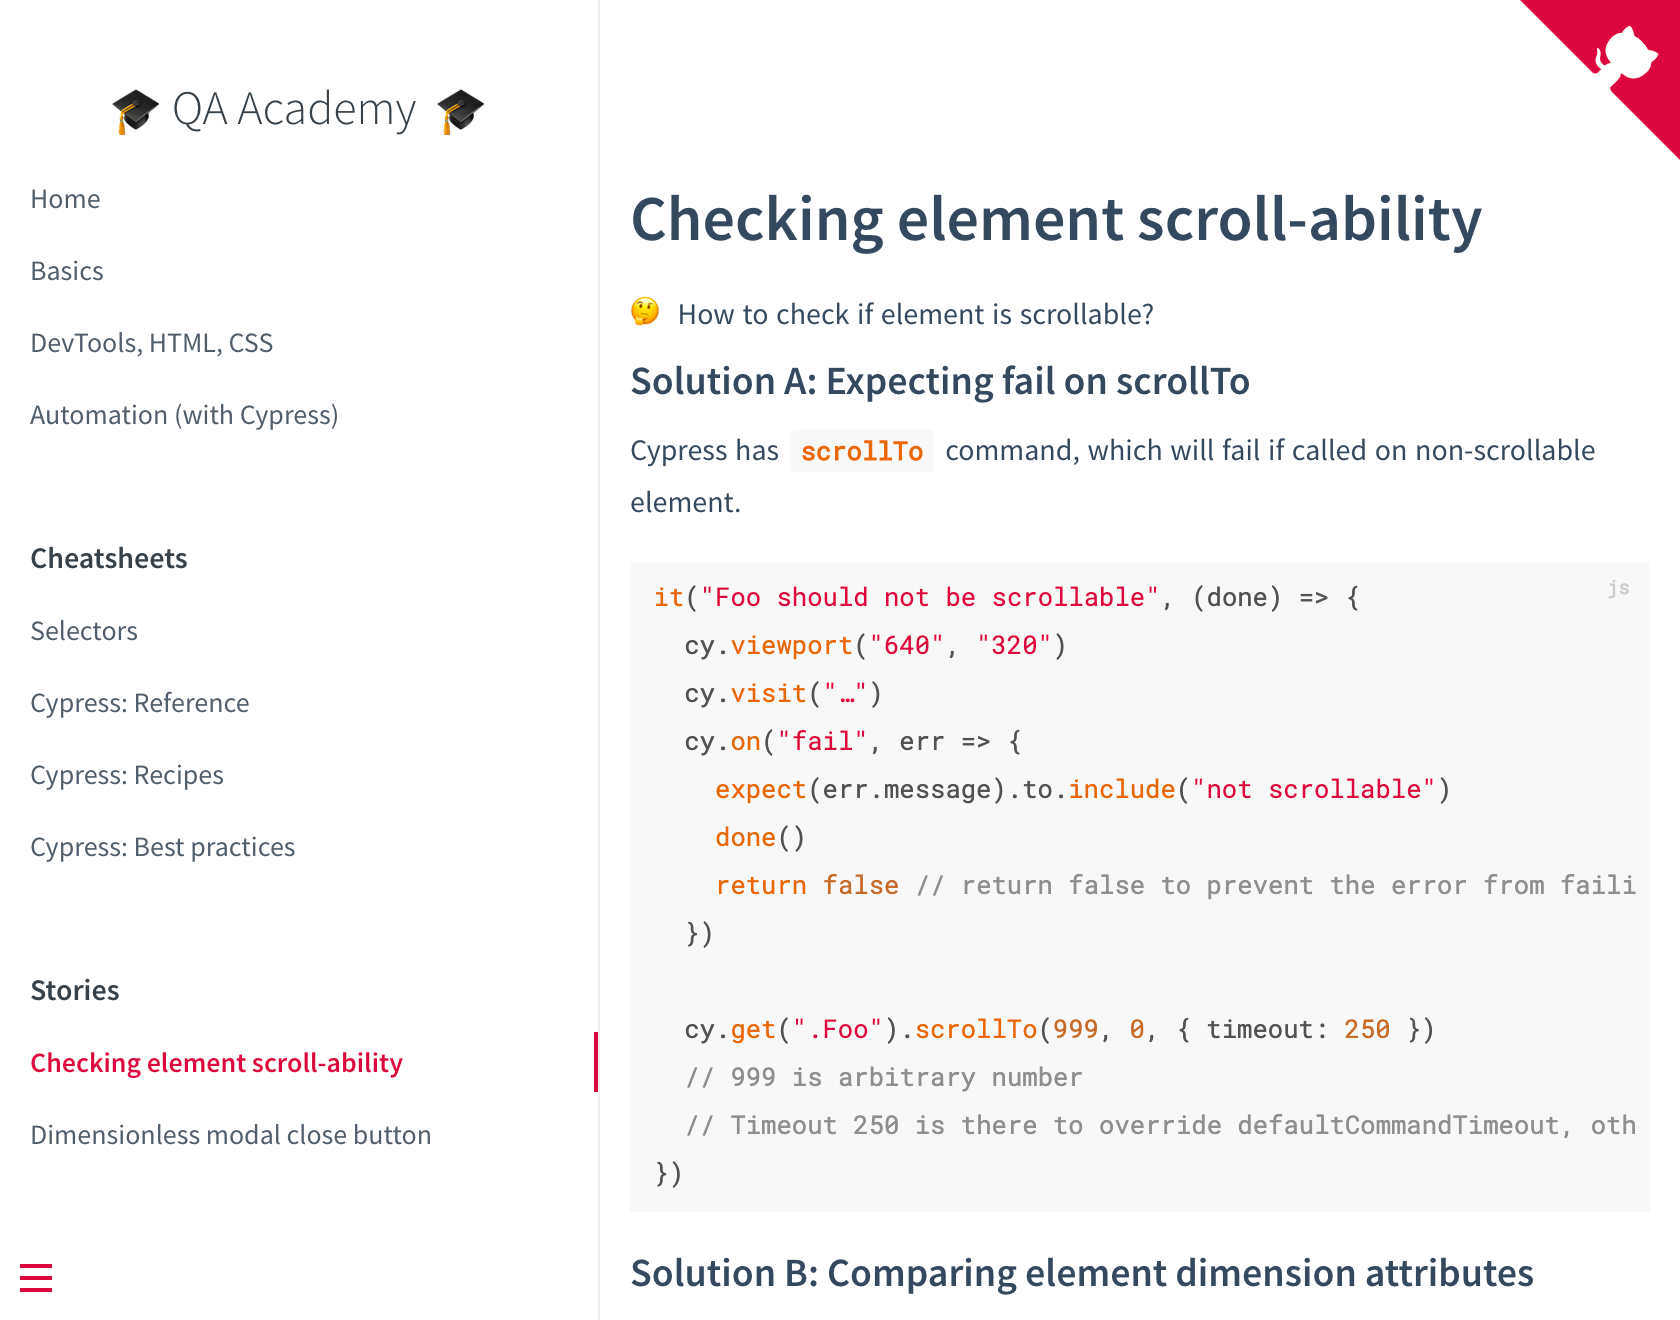 🎓 QA Academy 🎓
Home
Basics
DevTools, HTML, CSS
Automation (with Cypress)
Cheatsheets
Selectors
Cypress: Reference
Cypress: Recipes
Cypress: Best practices
Stories
Checking element scroll-ability
Dimensionless modal close button
Checking element scroll-ability
🤔 How to check if element is scrollable?
Solution A: Expecting fail on scrollTo
Cypress has scrollTo command, which will fail if called on non-scrollable
element.
js
it("Foo should not be scrollable", (done) => {
  cy.viewport("640", "320")
  cy.visit("…")
  cy.on("fail", err => {
    expect(err.message).to.include("not scrollable")
    done()
    return false // return false to prevent the error from faili
  })
  cy.get(".Foo").scrollTo(999, 0, { timeout: 250 })
  // 999 is arbitrary number
  // Timeout 250 is there to override defaultCommandTimeout, oth
})
Solution B: Comparing element dimension attributes